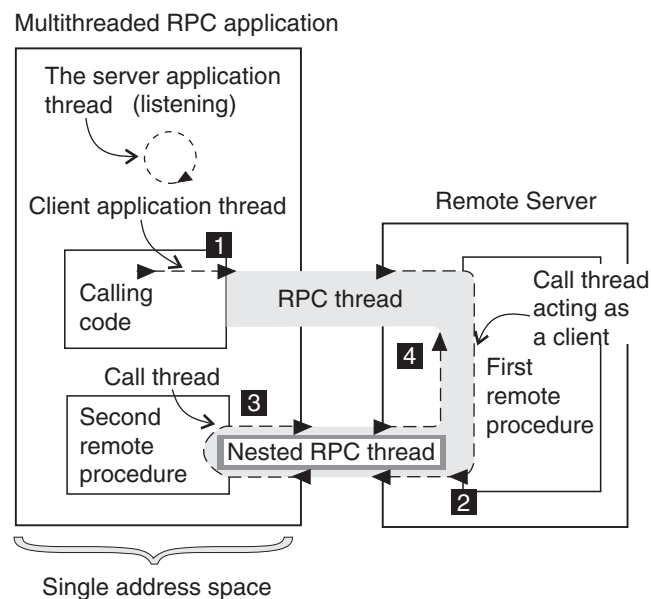 Multithreaded RPC application
The server application
thread (listening)
Client application thread
1
Calling
code
RPC thread
Remote Server
Call thread
acting as
a client
First
remote
procedure
4
Call thread
3
Second
remote
procedure
Nested RPC thread
2
Single address space